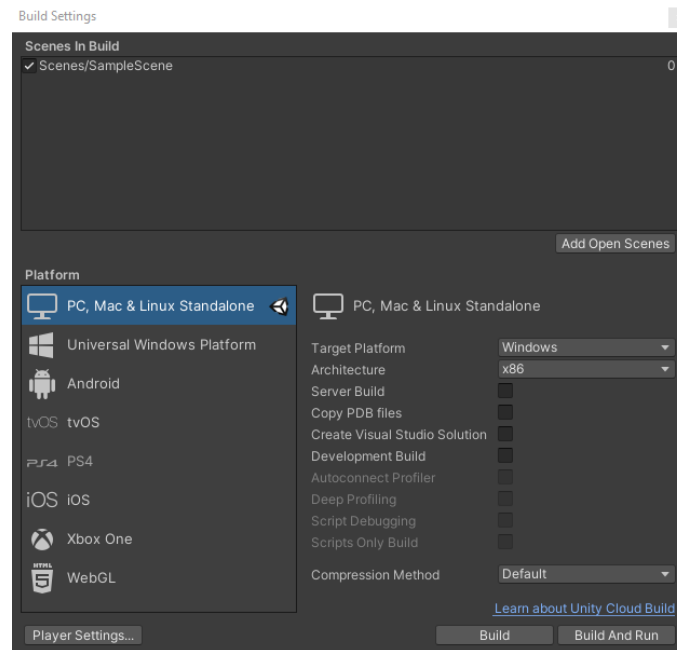 Build Settings
Scenes In Build
Scenes/SampleScene 0
Add Open Scenes
Platform
PC, Mac & Linux Standalone
Universal Windows Platform
Android
tvOS tvOS
PS4 PS4
iOS iOS
Xbox One
HTML 5 WebGL
PC, Mac & Linux Standalone
Target Platform Windows
Architecture x86
Server Build
Copy PDB files
Create Visual Studio Solution
Development Build
Autoconnect Profiler
Deep Profiling
Script Debugging
Scripts Only Build
Compression Method Default
Learn about Unity Cloud Build
Player Settings... Build Build And Run